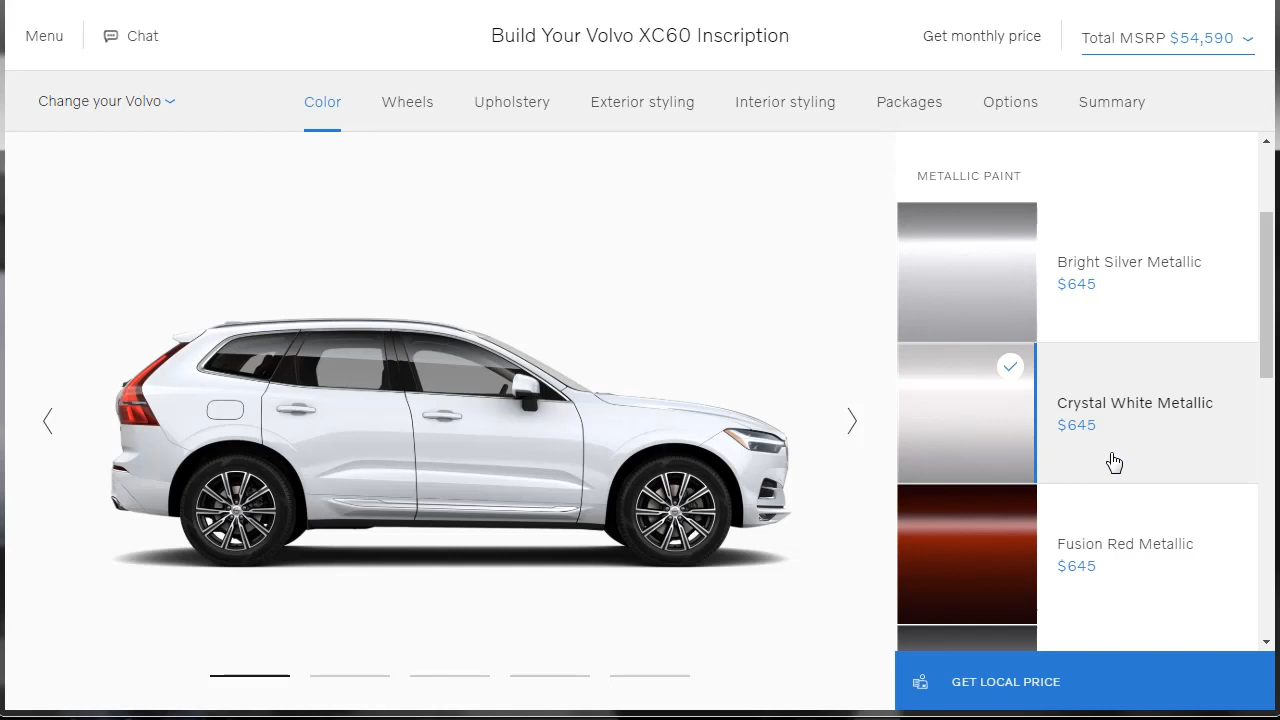 Menu
Chat
Build Your Volvo XC60 Inscription
Get monthly price
Total MSRP $54,590
Change your Volvo
Color
Wheels
Upholstery
Exterior styling
Interior styling
Packages
Options
Summary
METALLIC PAINT
Bright Silver Metallic
$645
Crystal White Metallic
$645
Fusion Red Metallic
$645
GET LOCAL PRICE